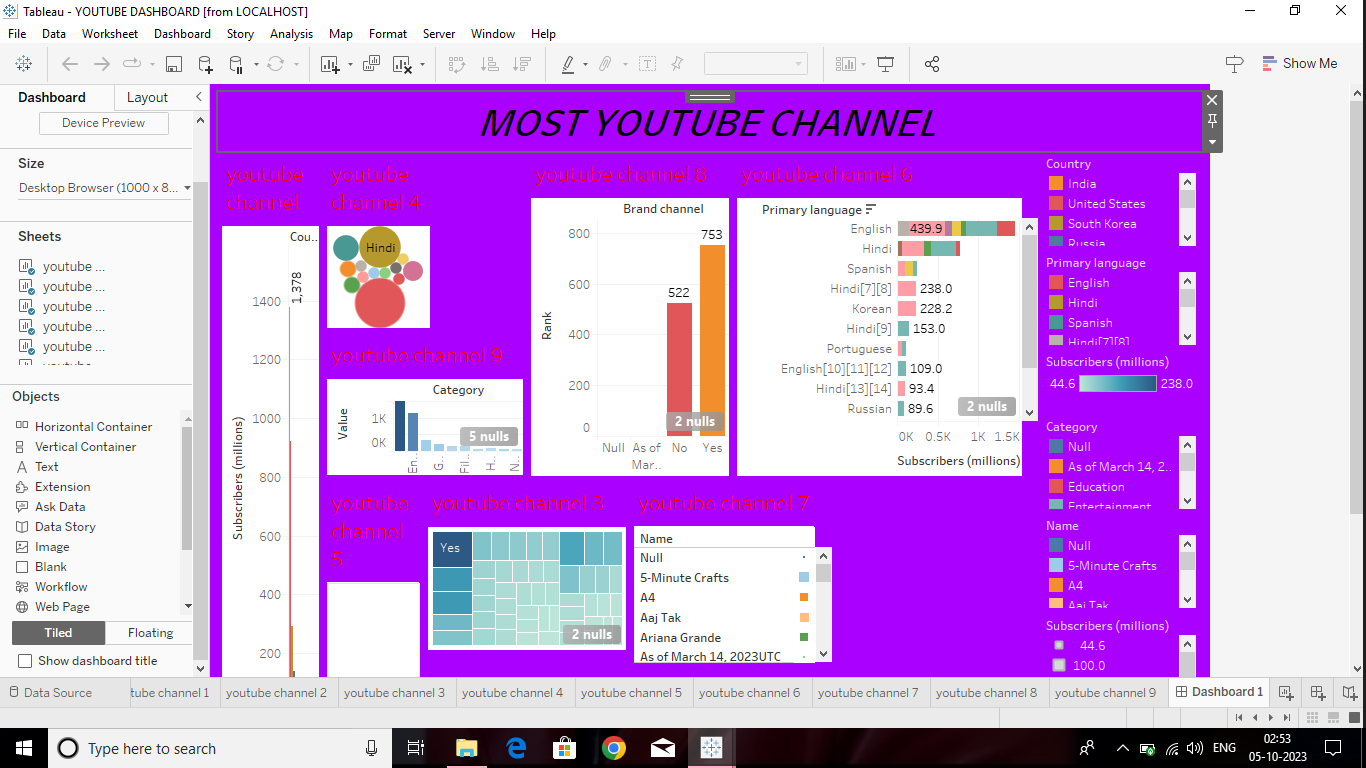 Tableau - YOUTUBE DASHBOARD [from LOCALHOST]
File Data Worksheet Dashboard Story Analysis Map Format Server Window Help
Show Me
Dashboard Layout
Device Preview
Size
Desktop Browser (1000 x 8...
Sheets
youtube ...
youtube ...
youtube ...
youtube ...
youtube ...
Objects
Horizontal Container
Vertical Container
Text
Extension
Ask Data
Data Story
Image
Blank
Workflow
Web Page
Tiled Floating
Show dashboard title
MOST YOUTUBE CHANNEL
youtube
channel
Cou..
1,378
Subscribers (millions)
1400
1200
1000
800
600
400
200
youtube
channel 4
Hindi
youtube channel 9
Category
Value
1K
0K
5 nulls
En..
G..
Fil..
H..
N..
youtube channel 8
Brand channel
Rank
800
600
400
200
0
522
753
2 nulls
Null As of No Yes
Mar..
youtube channel 6
Primary language
English 439.9
Hindi
Spanish
Hindi[7][8] 238.0
Korean 228.2
Hindi[9] 153.0
Portuguese
English[10][11][12] 109.0
Hindi[13][14] 93.4
Russian 89.6
2 nulls
0K 0.5K 1K 1.5K
Subscribers (millions)
youtube
channel
5
youtube channel 3
Yes
2 nulls
youtube channel 7
Name
Null
5-Minute Crafts
A4
Aaj Tak
Ariana Grande
As of March 14, 2023UTC
Country
India
United States
South Korea
Russia
Primary language
English
Hindi
Spanish
Hindi[7][8]
Subscribers (millions)
44.6 238.0
Category
Null
As of March 14, 2..
Education
Entertainment
Name
Null
5-Minute Crafts
A4
Aaj Tak
Subscribers (millions)
44.6
100.0
Data Source tube channel 1 youtube channel 2 youtube channel 3 youtube channel 4 youtube channel 5 youtube channel 6 youtube channel 7 youtube channel 8 youtube channel 9 Dashboard 1
Type here to search
ENG
02:53
05-10-2023